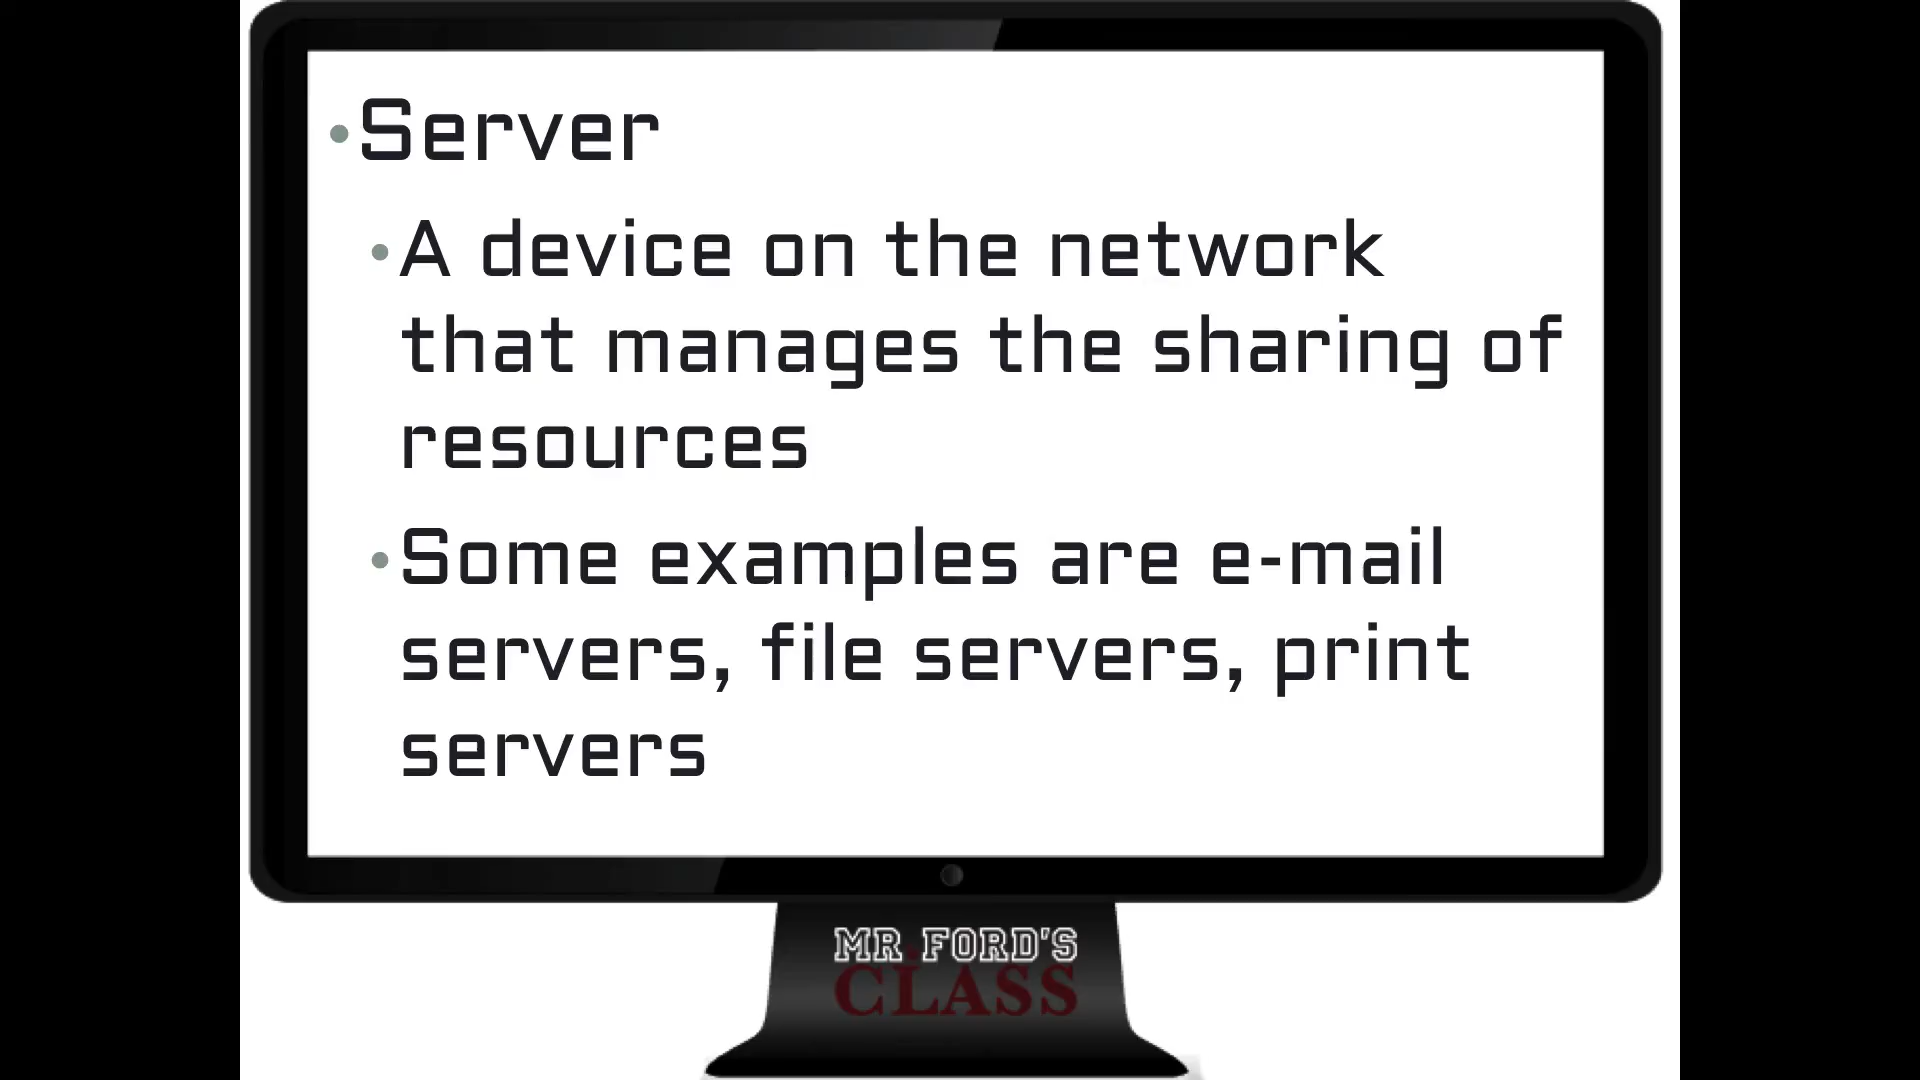 •Server
•A device on the network
that manages the sharing of
resources
•Some examples are e-mail
servers, file servers, print
servers
MR FORD'S
CLASS